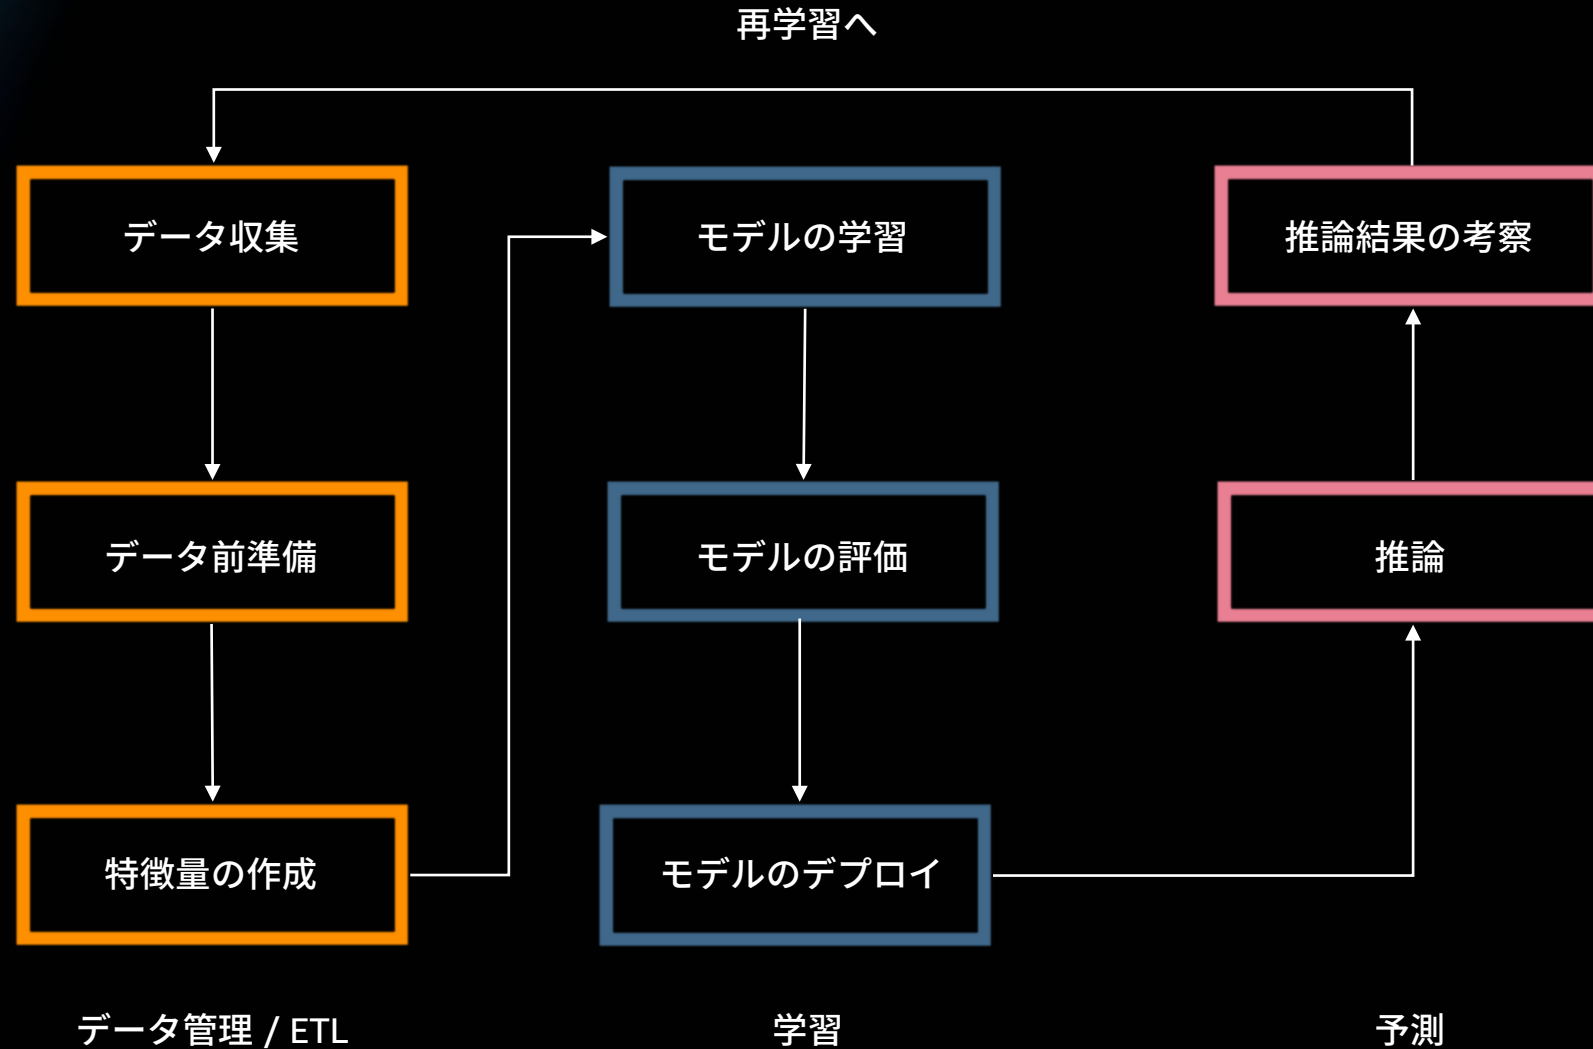 再学習へ
データ収集
データ前準備
特徴量の作成
データ管理 / ETL
モデルの学習
モデルの評価
モデルのデプロイ
学習
推論結果の考察
推論
予測